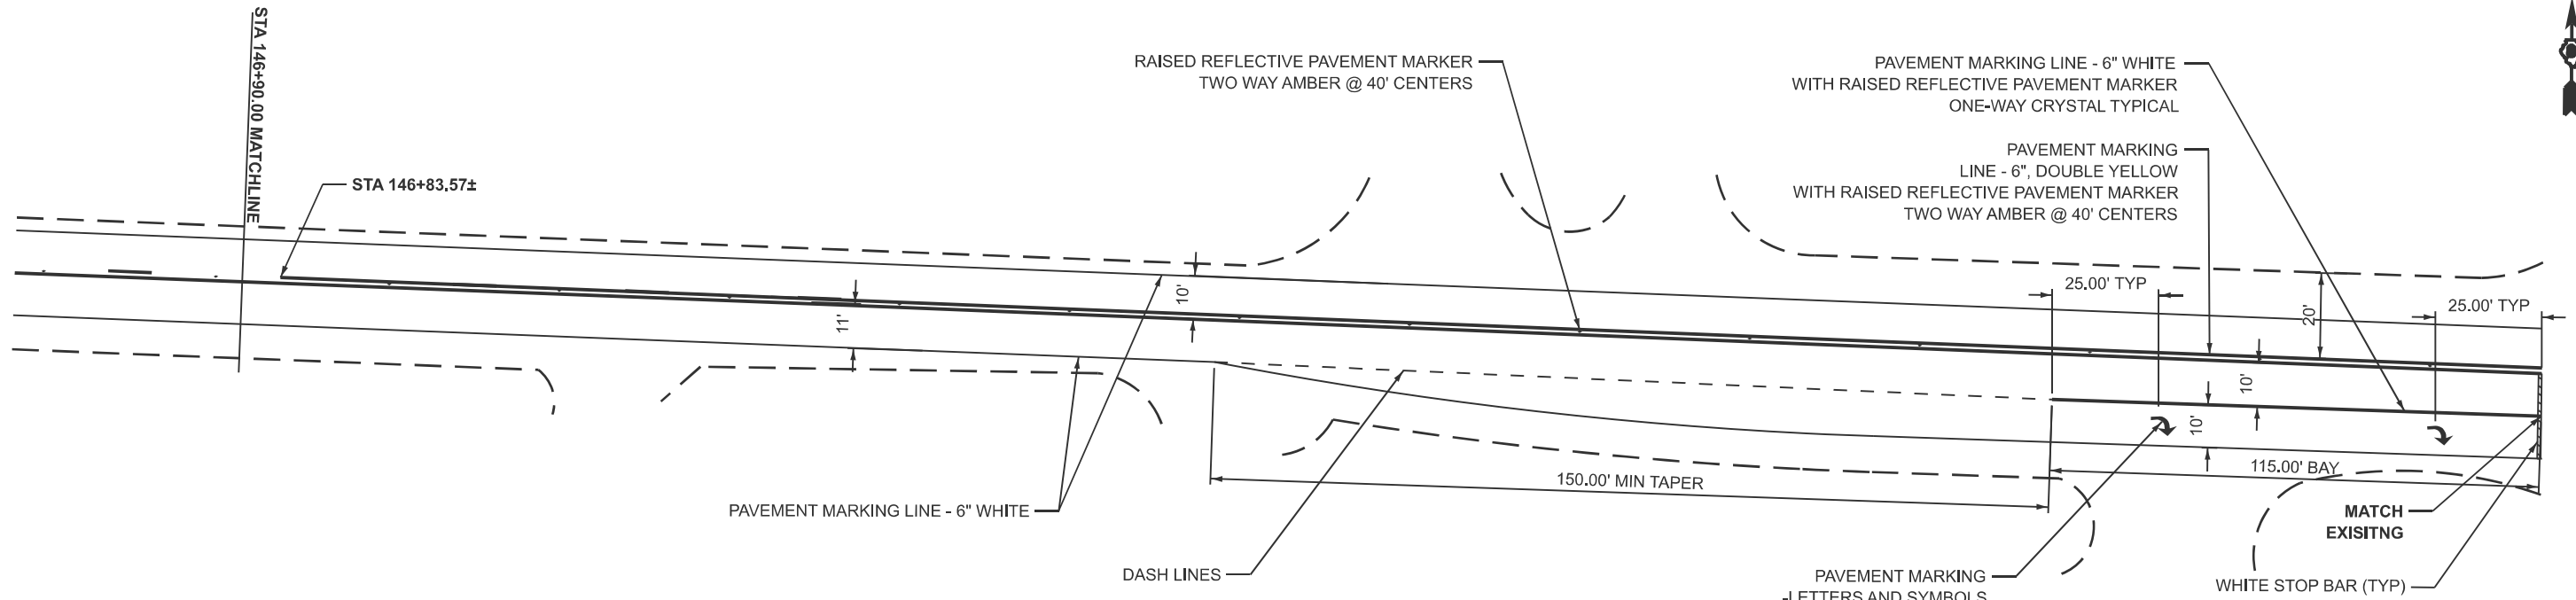 STA 146+90.00 MATCHLINE
STA 146+83.57±
RAISED REFLECTIVE PAVEMENT MARKER
TWO WAY AMBER @ 40' CENTERS
PAVEMENT MARKING LINE - 6" WHITE
WITH RAISED REFLECTIVE PAVEMENT MARKER
ONE-WAY CRYSTAL TYPICAL
PAVEMENT MARKING
LINE - 6", DOUBLE YELLOW
WITH RAISED REFLECTIVE PAVEMENT MARKER
TWO WAY AMBER @ 40' CENTERS
25.00' TYP
25.00' TYP
11'
10'
20'
10'
10'
150.00' MIN TAPER
115.00' BAY
PAVEMENT MARKING LINE - 6" WHITE
DASH LINES
MATCH
EXISITNG
PAVEMENT MARKING
-LETTERS AND SYMBOLS
WHITE STOP BAR (TYP)